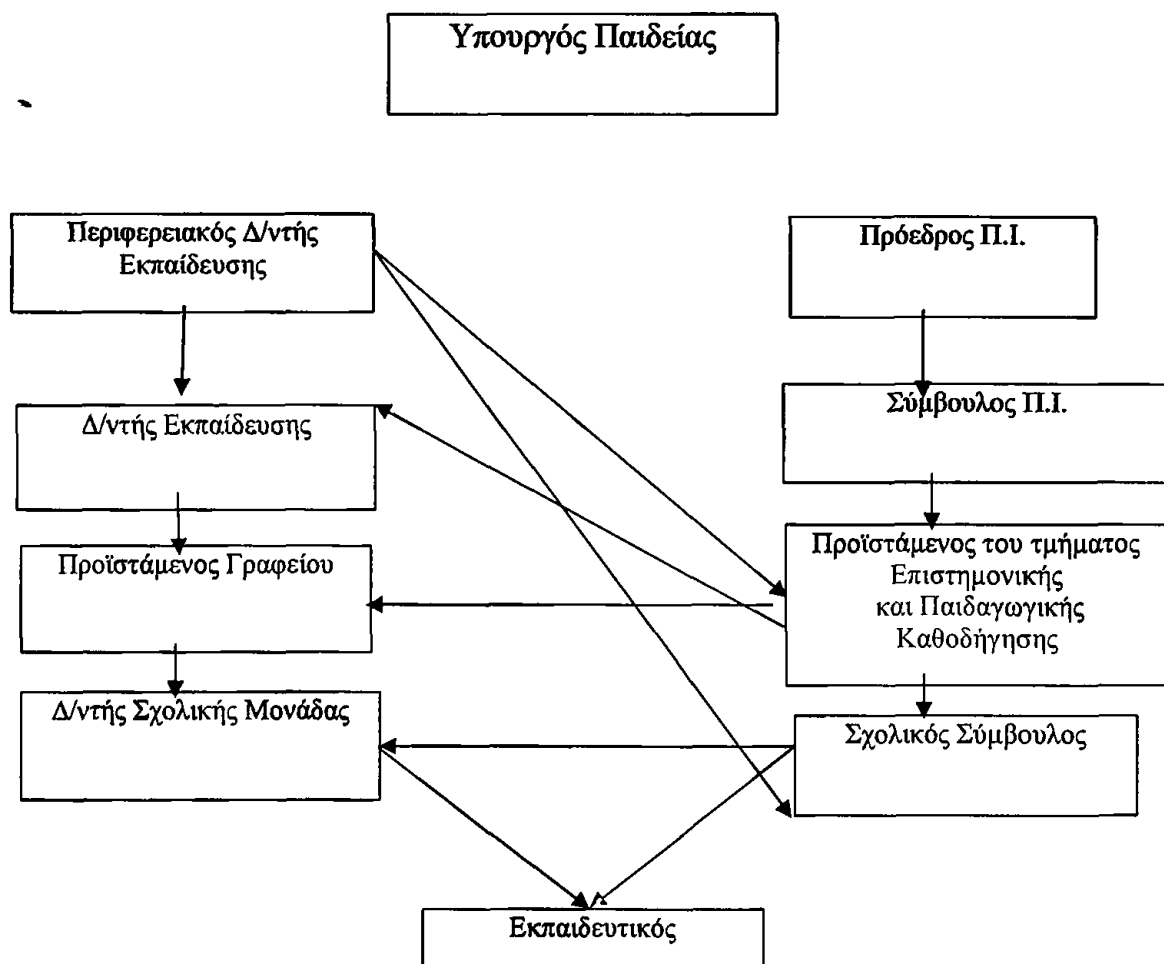 Υπουργός Παιδείας
Περιφερειακός Δ/ντής
Εκπαίδευσης
Πρόεδρος Π.Ι.
Δ/ντής Εκπαίδευσης
Σύμβουλος Π.Ι.
Προϊστάμενος Γραφείου
Προϊστάμενος του τμήματος
Επιστημονικής
και Παιδαγωγικής
Καθοδήγησης
Δ/ντής Σχολικής Μονάδας
Σχολικός Σύμβουλος
Εκπαιδευτικός